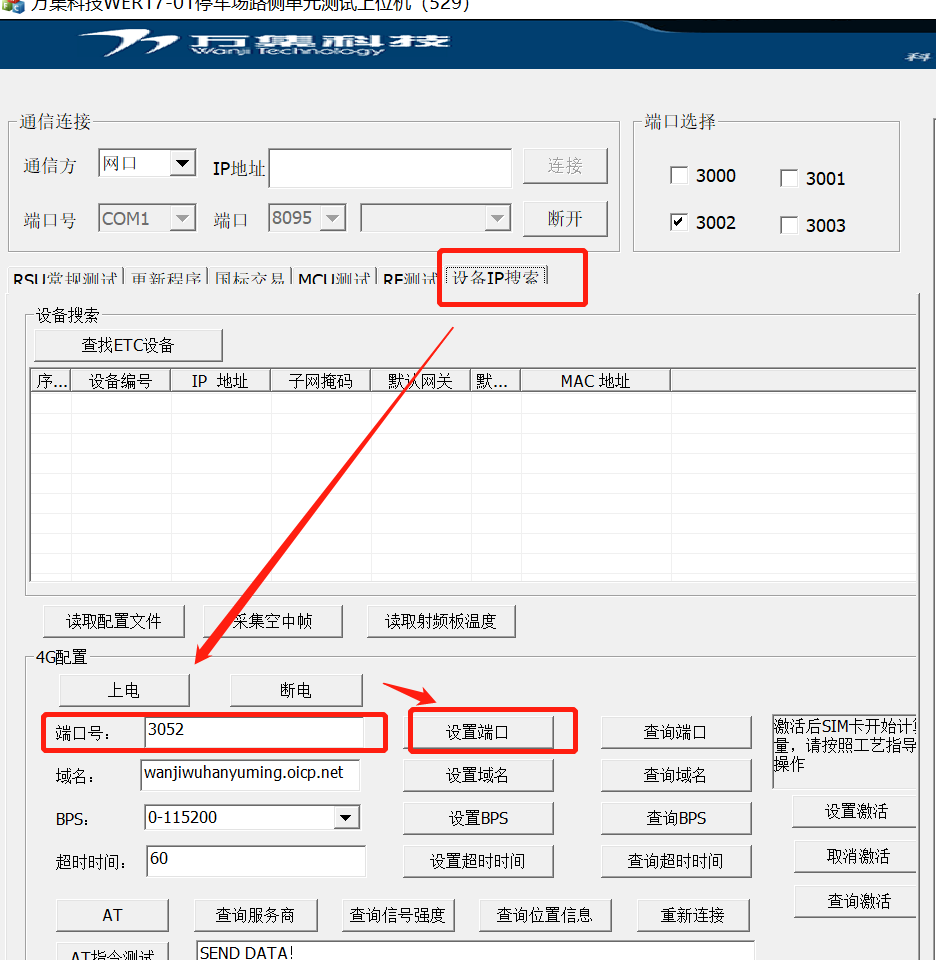 万集科技WERT7-01停车场路侧单元测试上位机（529）
万集科技
Wanji Technology
科
通信连接
通信方 网口 IP地址 连接
端口号 COM1 端口 8095 断开
端口选择
3000 3001
3002 3003
RSU常规测试 更新程序 国标交易 MCU测试 RF测试 设备IP搜索
设备搜索
查找ETC设备
序... 设备编号 IP 地址 子网掩码 默认网关 默... MAC 地址
读取配置文件 采集空中帧 读取射频板温度
4G配置
上电 断电
端口号： 3052 设置端口 查询端口
域名： wanjiwuhanyuming.oicp.net 设置域名 查询域名
BPS： 0-115200 设置BPS 查询BPS
超时时间： 60 设置超时时间 查询超时时间
激活后SIM卡开始计算
量，请按照工艺指导
操作
设置激活
取消激活
查询激活
AT 查询服务商 查询信号强度 查询位置信息 重新连接
AT指令测试 SEND DATA!